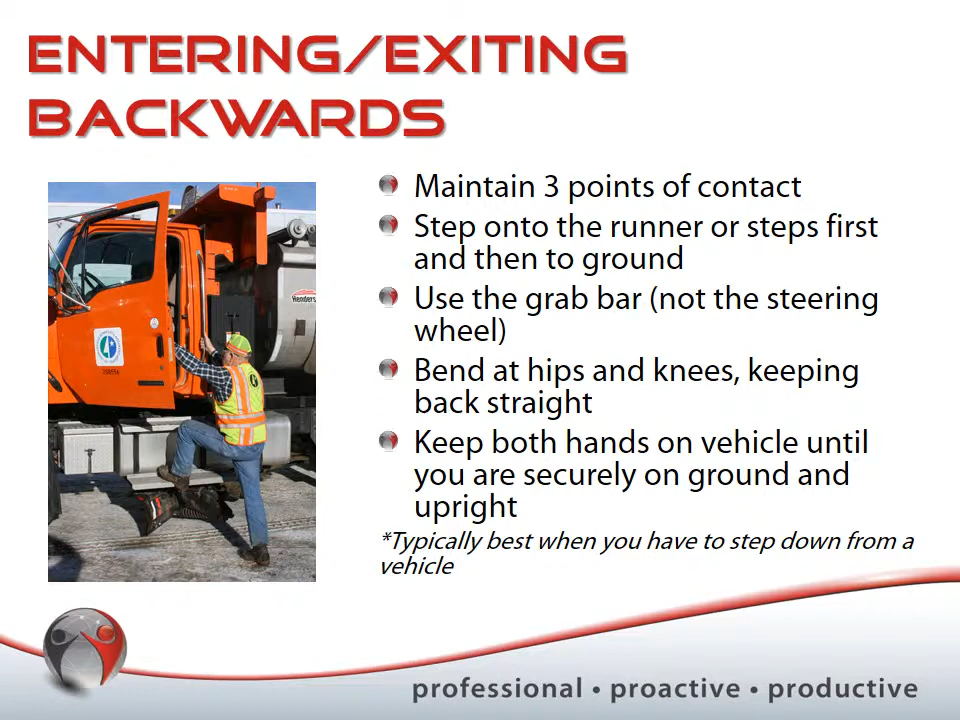 ENTERING/EXITING
BACKWARDS
Maintain 3 points of contact
Step onto the runner or steps first
and then to ground
Use the grab bar (not the steering
wheel)
Bend at hips and knees, keeping
back straight
Keep both hands on vehicle until
you are securely on ground and
upright
*Typically best when you have to step down from a
vehicle
professional • proactive • productive